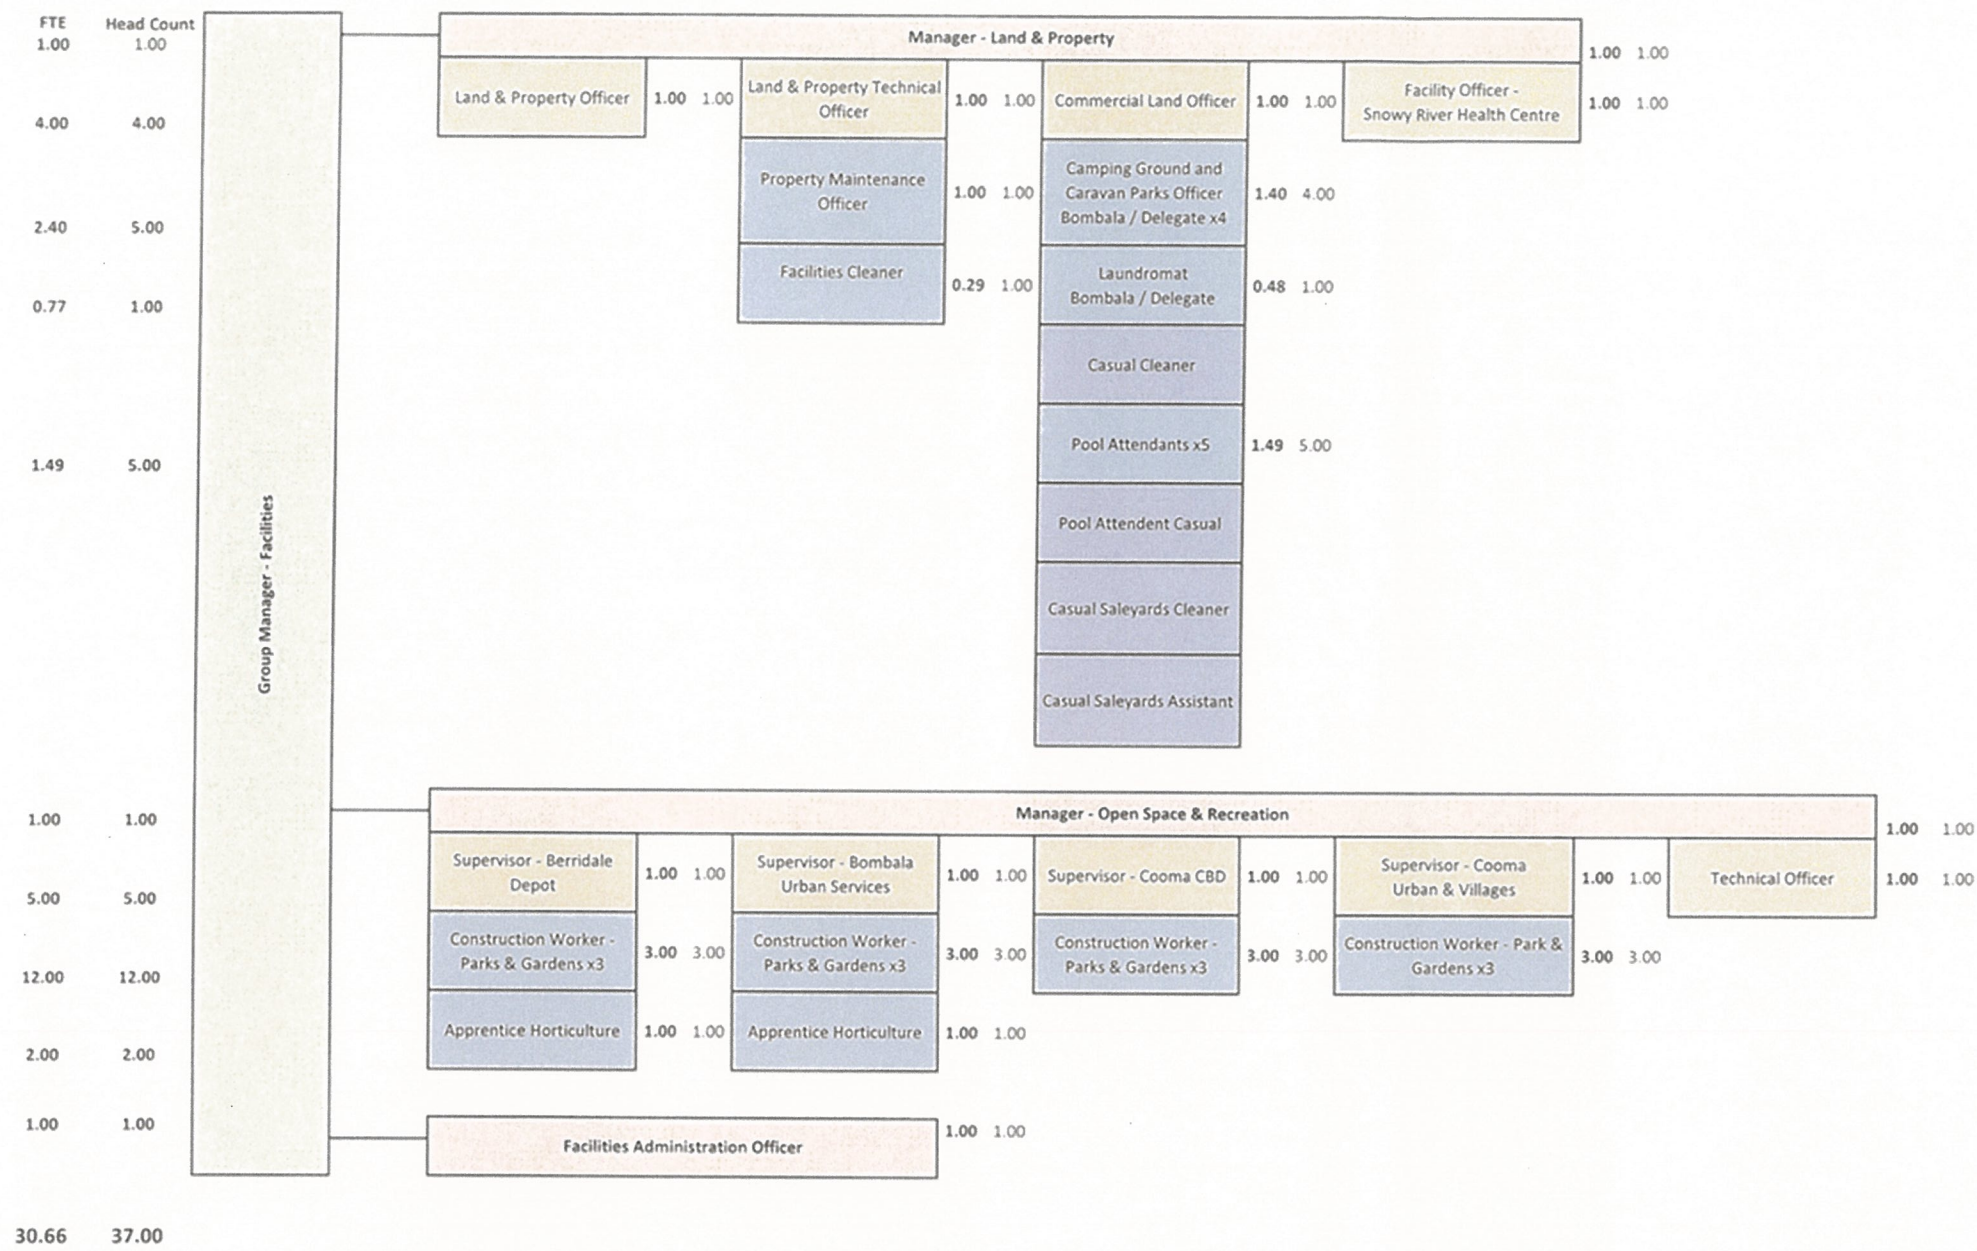 FTE Head Count
1.00 1.00
Manager - Land & Property
1.00 1.00
Land & Property Officer
1.00 1.00
Land & Property Technical
Officer
1.00 1.00
Commercial Land Officer
1.00 1.00
Facility Officer -
Snowy River Health Centre
1.00 1.00
4.00 4.00
Property Maintenance
Officer
1.00 1.00
Camping Ground and
Caravan Parks Officer
Bombala / Delegate x4
1.40 4.00
2.40 5.00
Facilities Cleaner
0.29 1.00
Laundromat
Bombala / Delegate
0.48 1.00
0.77 1.00
Casual Cleaner
Pool Attendants x5
1.49 5.00
1.49 5.00
Pool Attendent Casual
Group Manager - Facilities
Casual Saleyards Cleaner
Casual Saleyards Assistant
1.00 1.00
Manager - Open Space & Recreation
1.00 1.00
Supervisor - Berridale
Depot
1.00 1.00
Supervisor - Bombala
Urban Services
1.00 1.00
Supervisor - Cooma CBD
1.00 1.00
Supervisor - Cooma
Urban & Villages
1.00 1.00
Technical Officer
1.00 1.00
5.00 5.00
Construction Worker -
Parks & Gardens x3
3.00 3.00
Construction Worker -
Parks & Gardens x3
3.00 3.00
Construction Worker -
Parks & Gardens x3
3.00 3.00
Construction Worker - Park &
Gardens x3
3.00 3.00
12.00 12.00
Apprentice Horticulture
1.00 1.00
Apprentice Horticulture
1.00 1.00
2.00 2.00
1.00 1.00
Facilities Administration Officer
1.00 1.00
30.66 37.00